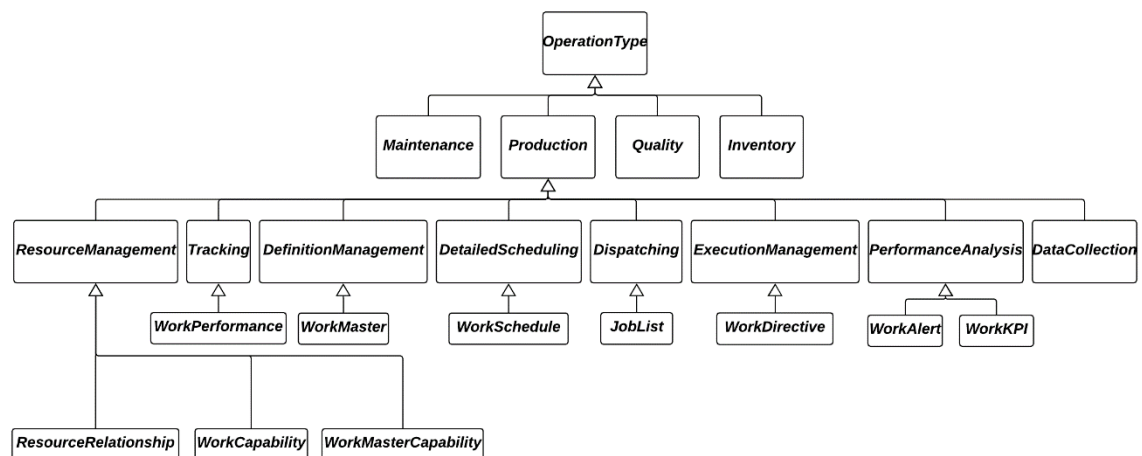 OperationType
Maintenance
Production
Quality
Inventory
ResourceManagement
Tracking
DefinitionManagement
DetailedScheduling
Dispatching
ExecutionManagement
PerformanceAnalysis
DataCollection
WorkPerformance
WorkMaster
WorkSchedule
JobList
WorkDirective
WorkAlert
WorkKPI
ResourceRelationship
WorkCapability
WorkMasterCapability